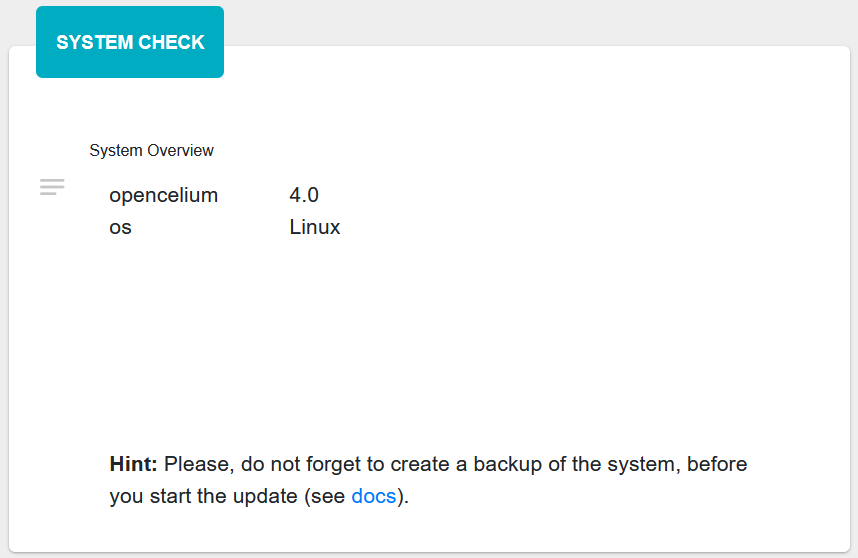 SYSTEM CHECK
System Overview
opencelium 4.0
os Linux
Hint: Please, do not forget to create a backup of the system, before
you start the update (see docs).